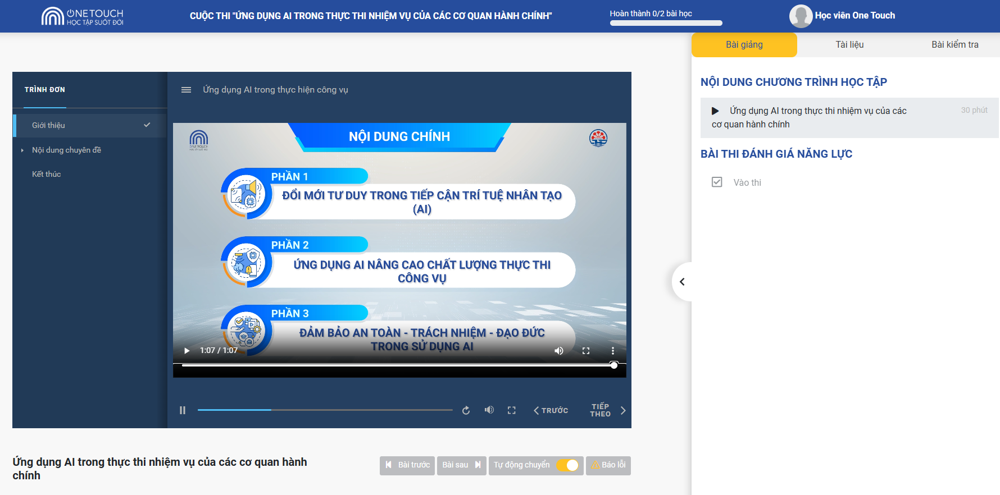 ONETOUCH
HỌC TẬP SUỐT ĐỜI
CUỘC THI "ỨNG DỤNG AI TRONG THỰC THI NHIỆM VỤ CỦA CÁC CƠ QUAN HÀNH CHÍNH"
Hoàn thành 0/2 bài học
Học viên One Touch
Bài giảng
Tài liệu
Bài kiểm tra
TRÌNH ĐƠN
Giới thiệu
Nội dung chuyên đề
Kết thúc
Ứng dụng AI trong thực hiện công vụ
ONETOUCH
HỌC TẬP SUỐT ĐỜI
NỘI DUNG CHÍNH
PHẦN 1
ĐỔI MỚI TƯ DUY TRONG TIẾP CẬN TRÍ TUỆ NHÂN TẠO
(AI)
PHẦN 2
ỨNG DỤNG AI NÂNG CAO CHẤT LƯỢNG THỰC THI
CÔNG VỤ
PHẦN 3
ĐẢM BẢO AN TOÀN - TRÁCH NHIỆM - ĐẠO ĐỨC
TRONG SỬ DỤNG AI
1:07 / 1:07
TRƯỚC
TIẾP
THEO
Ứng dụng AI trong thực thi nhiệm vụ của các cơ quan hành
chính
Bài trước
Bài sau
Tự động chuyển
Báo lỗi
NỘI DUNG CHƯƠNG TRÌNH HỌC TẬP
Ứng dụng AI trong thực thi nhiệm vụ của các
cơ quan hành chính
30 phút
BÀI THI ĐÁNH GIÁ NĂNG LỰC
Vào thi